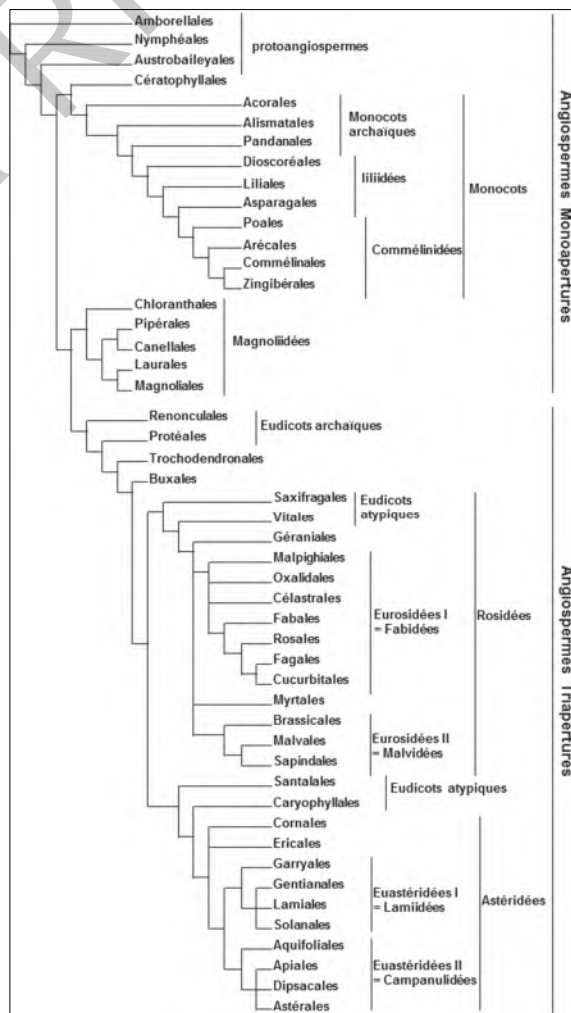 Amborellales
Nymphéales
Austrobaileyales
protoangiospermes
Cératophyllales
Acorales
Alismatales
Pandanales
Monocots
archaïques
Dioscoréales
Liliales
Asparagales
liliidées
Poales
Arécales
Commélinales
Zingibérales
Commélinidées
Monocots
Chloranthales
Pipérales
Canellales
Laurales
Magnoliales
Magnoliidées
Angiospermes Monoapertures
Renonculales
Protéales
Eudicots archaïques
Trochodendronales
Buxales
Saxifragales
Vitales
Eudicots
atypiques
Géraniales
Malpighiales
Oxalidales
Célastrales
Fabales
Rosales
Fagales
Cucurbitales
Eurosidées I
= Fabidées
Myrtales
Brassicales
Malvales
Sapindales
Eurosidées II
=Malvidées
Rosidées
Santalales
Caryophyllales
Eudicots atypiques
Cornales
Ericales
Garryales
Gentianales
Lamiales
Solanales
Euastéridées I
= Lamiidées
Aquifoliales
Apiales
Dipsacales
Astérales
Euastéridées II
= Campanulidées
Astéridées
Angiospermes Triapertures